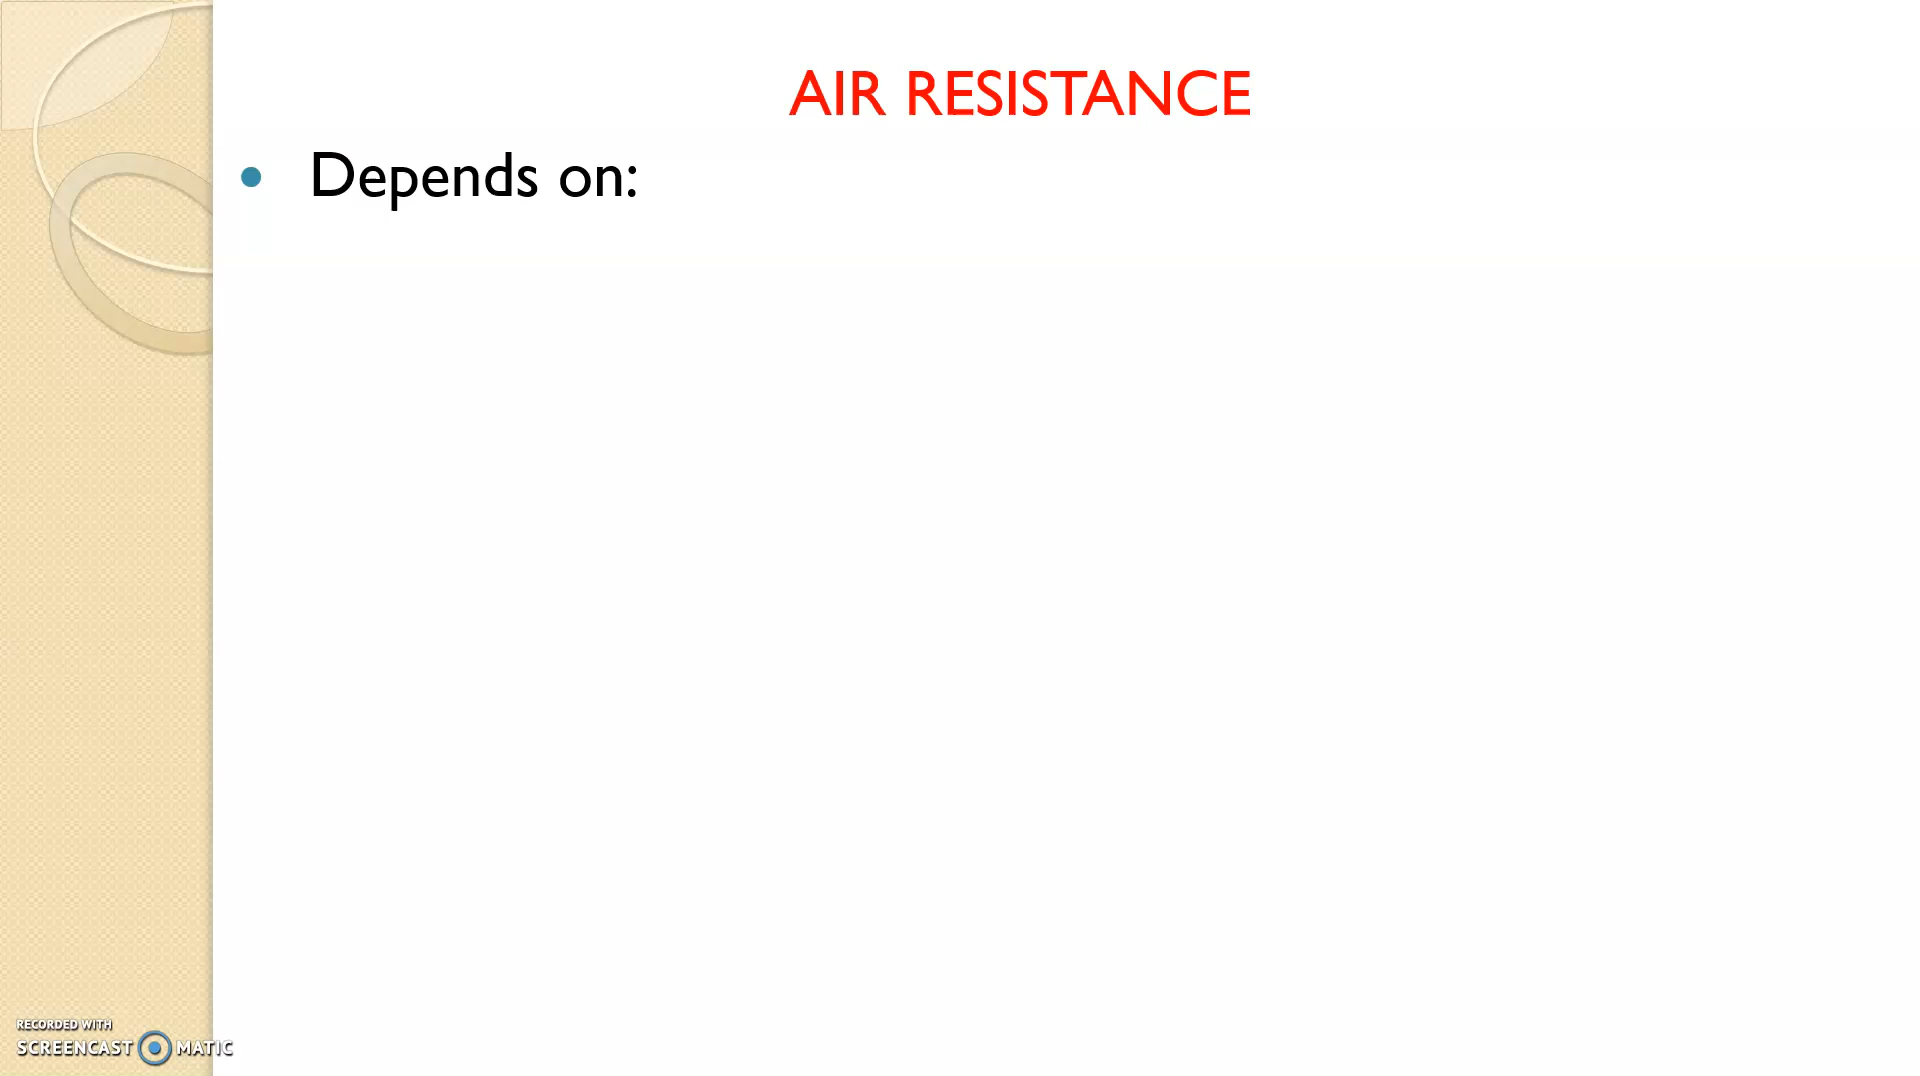 AIR RESISTANCE
• Depends on:
RECORDED WITH
SCREENCAST MATIC